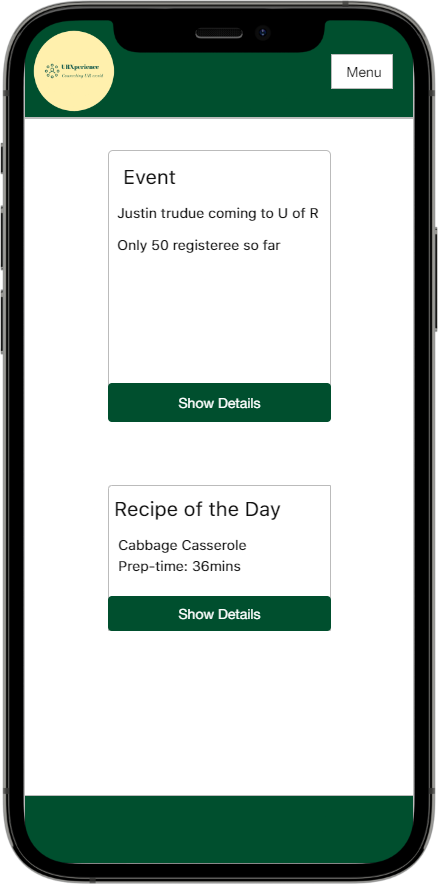 URXperience
Connecting UR world
Menu
Event
Justin trudue coming to U of R
Only 50 registeree so far
Show Details
Recipe of the Day
Cabbage Casserole
Prep-time: 36mins
Show Details